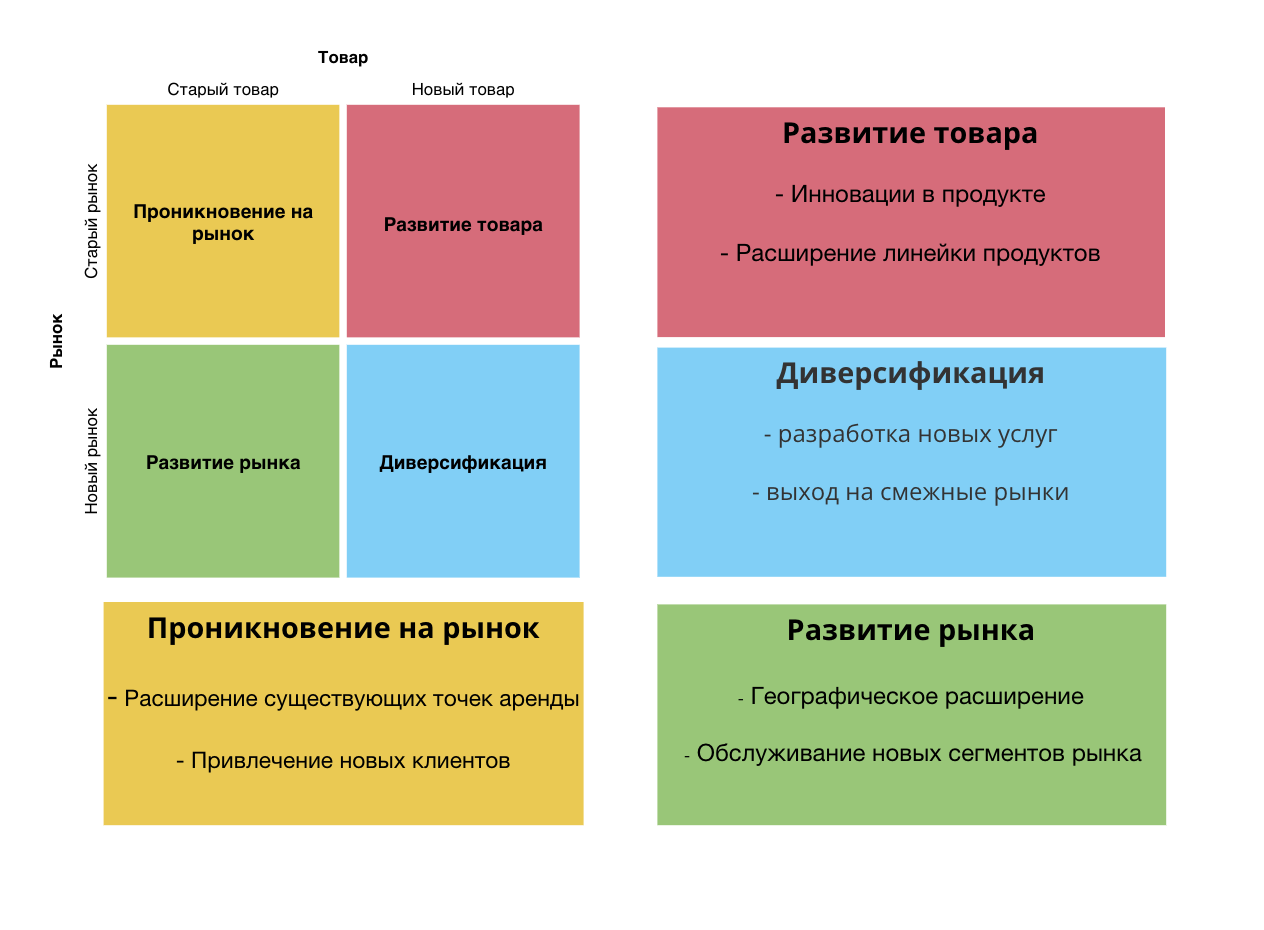 Товар
Старый товар
Новый товар
Рынок
Старый рынок
Новый рынок
Проникновение на
рынок
Развитие товара
Развитие рынка
Диверсификация
Развитие товара
- Инновации в продукте
- Расширение линейки продуктов
Диверсификация
- разработка новых услуг
- выход на смежные рынки
Проникновение на рынок
- Расширение существующих точек аренды
- Привлечение новых клиентов
Развитие рынка
- Географическое расширение
- Обслуживание новых сегментов рынка